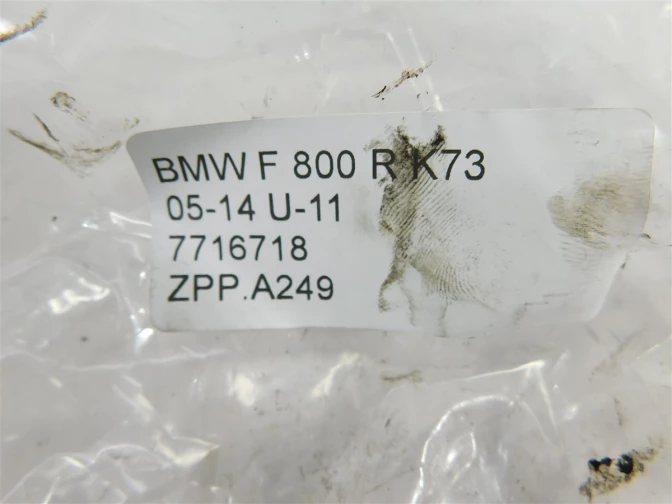 BMW F 800 R K73
05-14 U-11
7716718
ZPP.A249